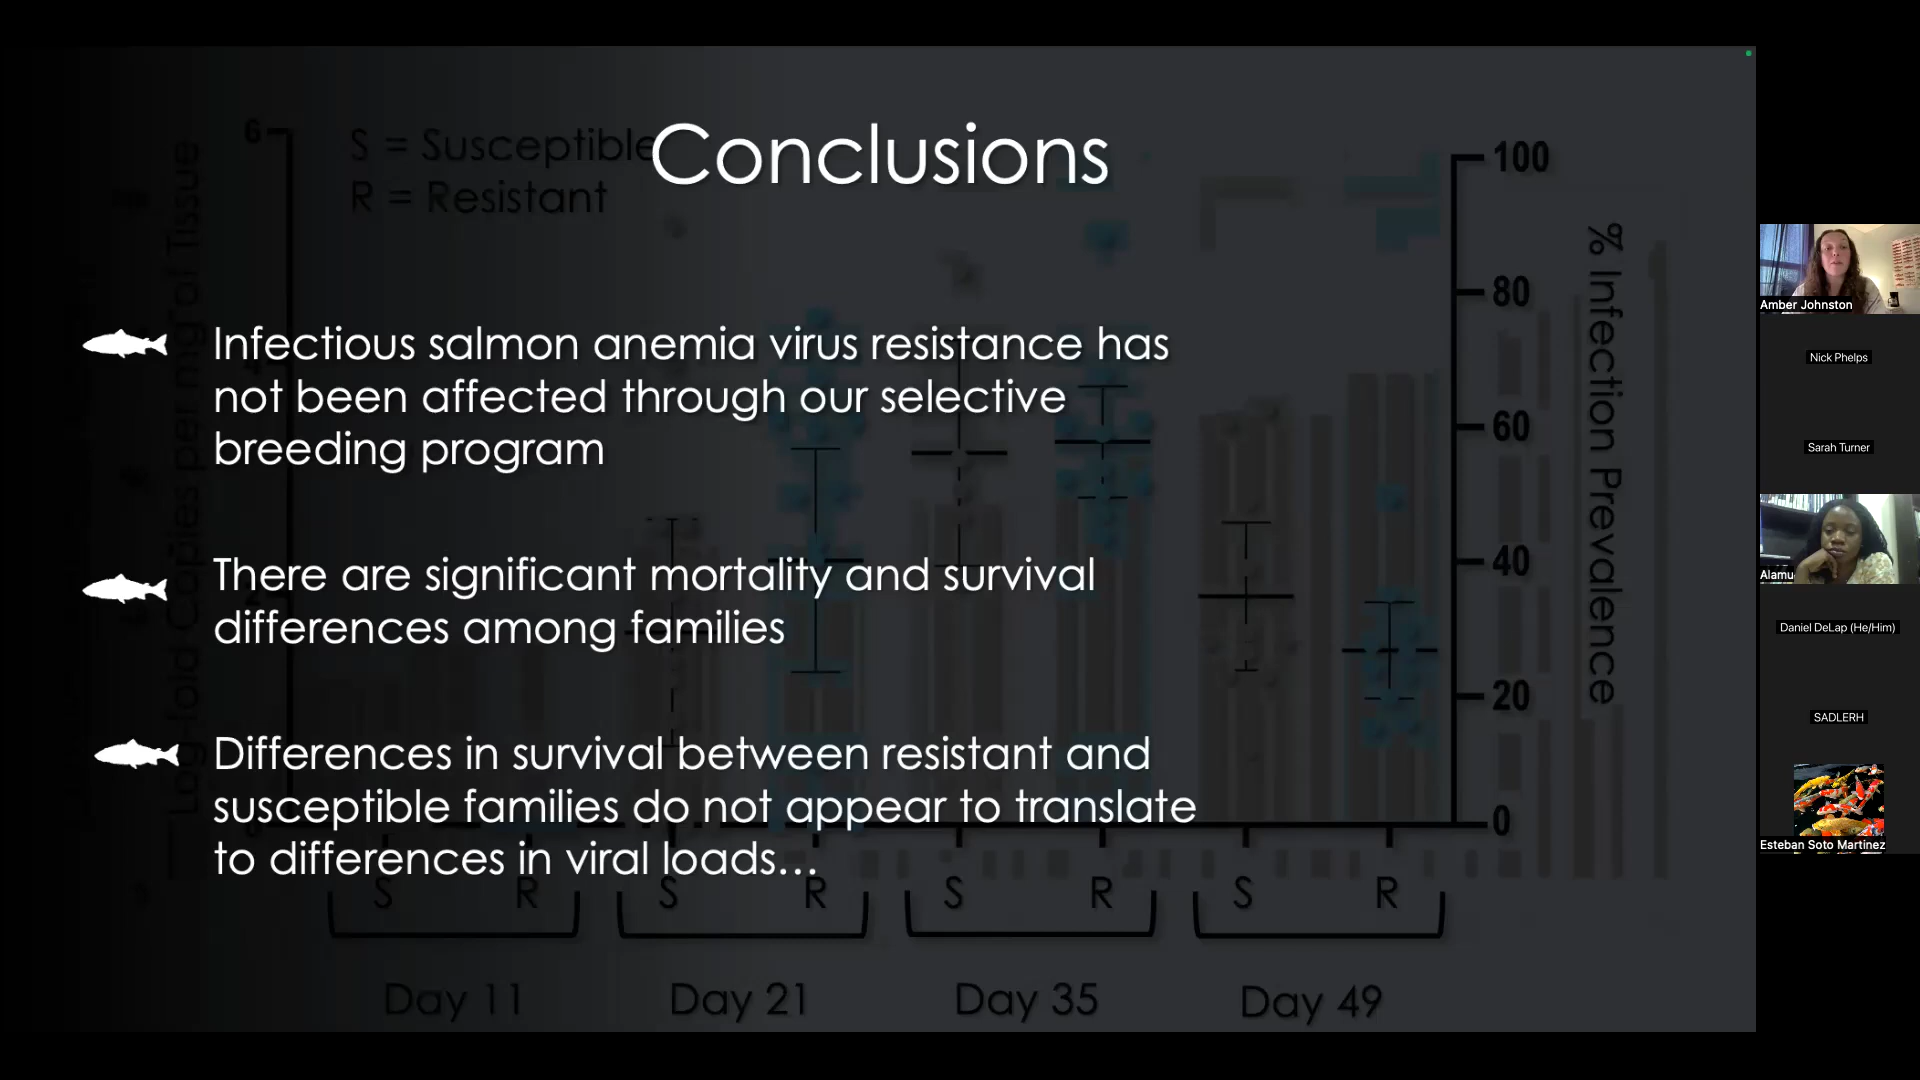 Conclusions
S = Susceptible
R = Resistant
Infectious salmon anemia virus resistance has
not been affected through our selective
breeding program
There are significant mortality and survival
differences among families
Differences in survival between resistant and
susceptible families do not appear to translate
to differences in viral loads...
6
Log-fold Copies per mg of Tissue
100
80
60
40
20
0
% Infection Prevalence
S R S R S R S R
Day 11 Day 21 Day 35 Day 49
Amber Johnston
Nick Phelps
Sarah Turner
Alamu
Daniel DeLap (He/Him)
SADLERH
Esteban Soto Martinez